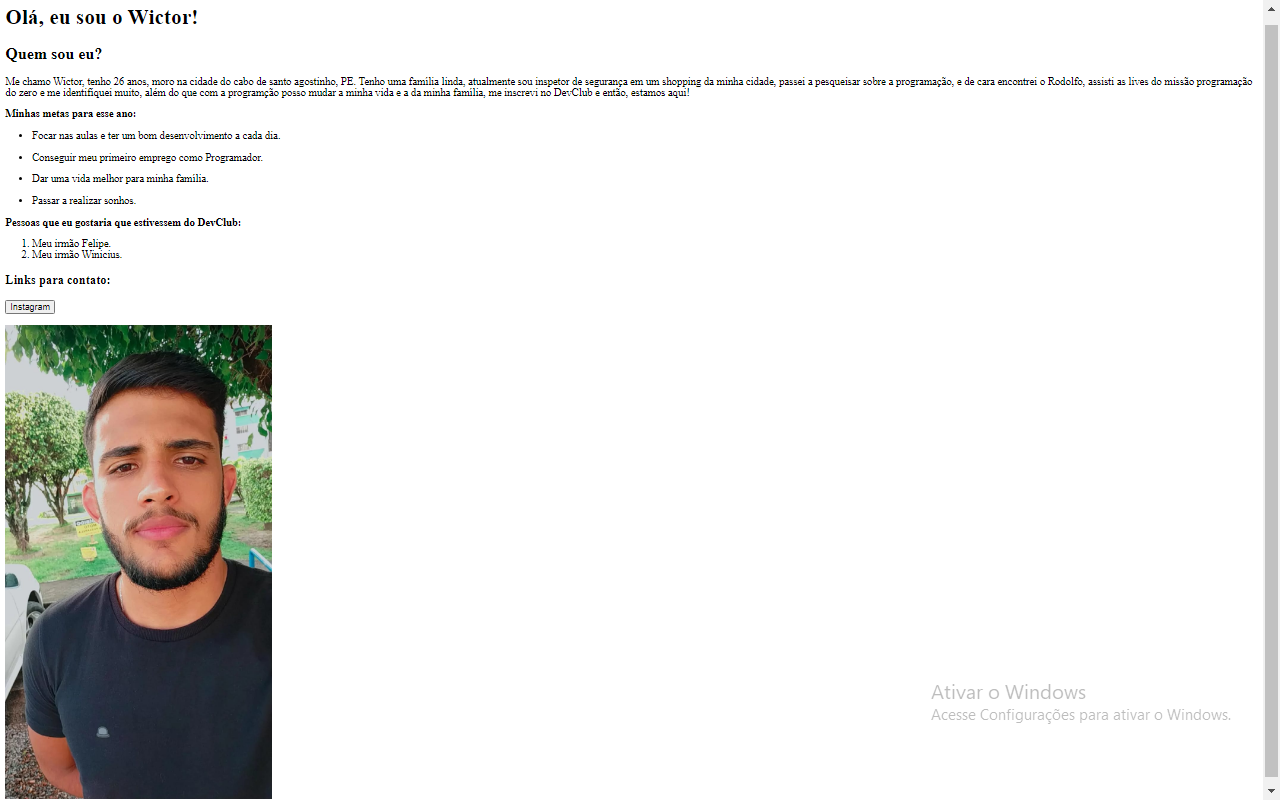 Olá, eu sou o Wictor!
Quem sou eu?
Me chamo Wictor, tenho 26 anos, moro na cidade do cabo de santo agostinho, PE. Tenho uma familia linda, atualmente sou inspetor de segurança em um shopping da minha cidade, passei a pesqueisar sobre a programação, e de cara encontrei o Rodolfo, assisti as lives do missão programação
do zero e me identifiquei muito, além do que com a programção posso mudar a minha vida e a da minha familia, me inscrevi no DevClub e então, estamos aqui!
Minhas metas para esse ano:
• Focar nas aulas e ter um bom desenvolvimento a cada dia.
• Conseguir meu primeiro emprego como Programador.
• Dar uma vida melhor para minha familia.
• Passar a realizar sonhos.
Pessoas que eu gostaria que estivessem do DevClub:
1. Meu irmão Felipe.
2. Meu irmão Winicius.
Links para contato:
Instagram
Ativar o Windows
Acesse Configurações para ativar o Windows.